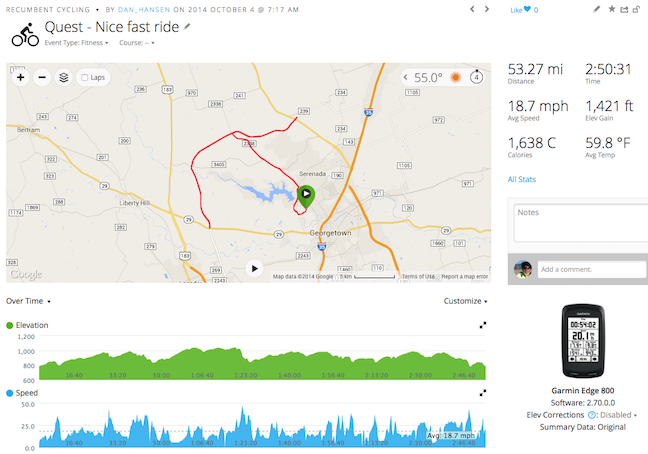 RECUMBENT CYCLING • BY DAN_HANSEN ON 2014 OCTOBER 4 @ 7:17 AM
Quest - Nice fast ride
Event Type: Fitness Course: --
Like 0
Laps
55.0°
4
Bertram
Liberty Hill
Serenada
Georgetown
Google
Map data ©2014 Google
5 km
Terms of Use
Report a map error
53.27 mi
Distance
2:50:31
Time
18.7 mph
Avg Speed
1,421 ft
Elev Gain
1,638 C
Calories
59.8 °F
Avg Temp
All Stats
Notes
Add a comment.
Over Time
Customize
Elevation
1,200
1,000
800
600
16:40 33:20 50:00 1:06:40 1:23:20 1:40:00 1:56:40 2:13:20 2:30:00 2:46:40
Speed
50.0
25.0
0.0
Avg: 18.7 mph
16:40 33:20 50:00 1:06:40 1:23:20 1:40:00 1:56:40 2:13:20 2:30:00 2:46:40
GARMIN
00:54:02
20.1
Garmin Edge 800
Software: 2.70.0.0
Elev Corrections ?: Disabled
Summary Data: Original